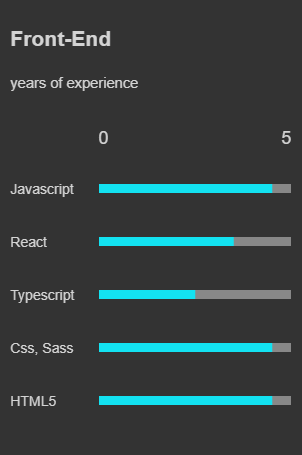 Front-End
years of experience
0 5
Javascript
React
Typescript
Css, Sass
HTML5